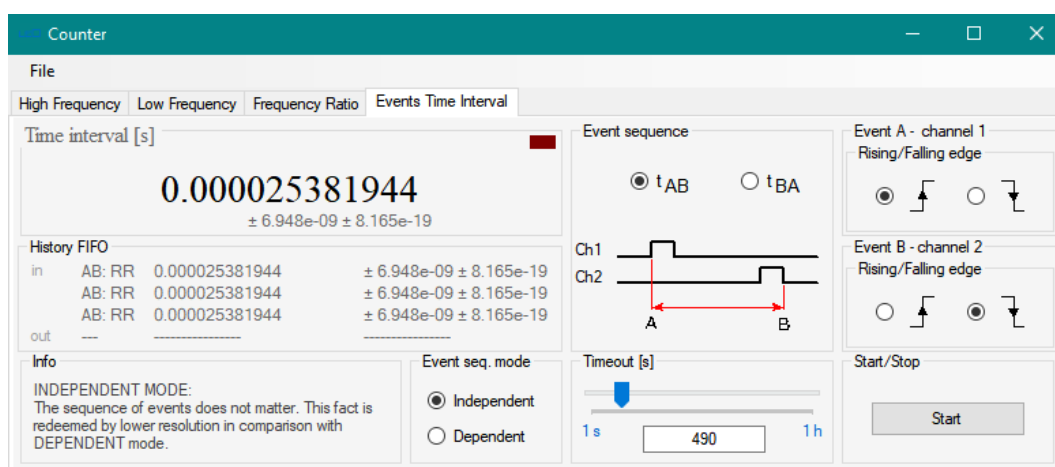 Counter
File
High Frequency Low Frequency Frequency Ratio Events Time Interval
Time interval [s]
0.000025381944
± 6.948e-09 ± 8.165e-19
History FIFO
in AB: RR 0.000025381944 ± 6.948e-09 ± 8.165e-19
AB: RR 0.000025381944 ± 6.948e-09 ± 8.165e-19
AB: RR 0.000025381944 ± 6.948e-09 ± 8.165e-19
out --- ---------------- ----------------
Info
INDEPENDENT MODE:
The sequence of events does not matter. This fact is
redeemed by lower resolution in comparison with
DEPENDENT mode.
Event seq. mode
Independent
Dependent
Event sequence
tAB tBA
Ch1
Ch2
A B
Timeout [s]
1 s 490 1 h
Event A - channel 1
Rising/Falling edge
Event B - channel 2
Rising/Falling edge
Start/Stop
Start